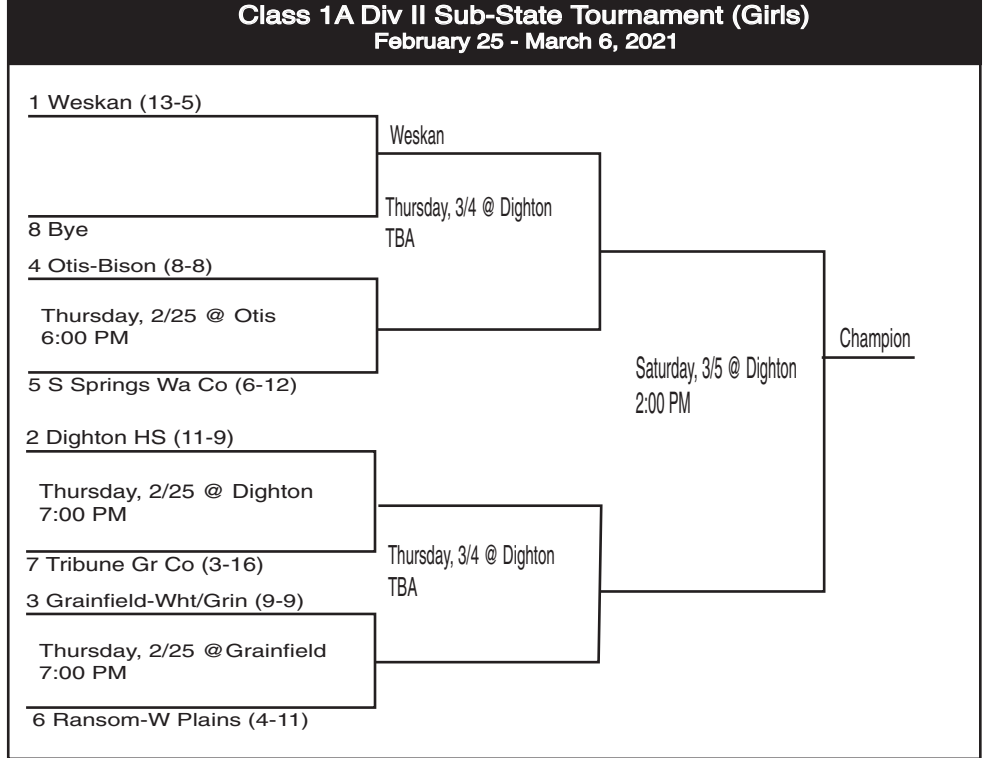 Class 1A Div II Sub-State Tournament (Girls)
February 25 - March 6, 2021
1 Weskan (13-5)
Weskan
Thursday, 3/4 @ Dighton
TBA
8 Bye
4 Otis-Bison (8-8)
Thursday, 2/25 @ Otis
6:00 PM
5 S Springs Wa Co (6-12)
Champion
Saturday, 3/5 @ Dighton
2:00 PM
2 Dighton HS (11-9)
Thursday, 2/25 @ Dighton
7:00 PM
7 Tribune Gr Co (3-16)
Thursday, 3/4 @ Dighton
TBA
3 Grainfield-Wht/Grin (9-9)
Thursday, 2/25 @Grainfield
7:00 PM
6 Ransom-W Plains (4-11)